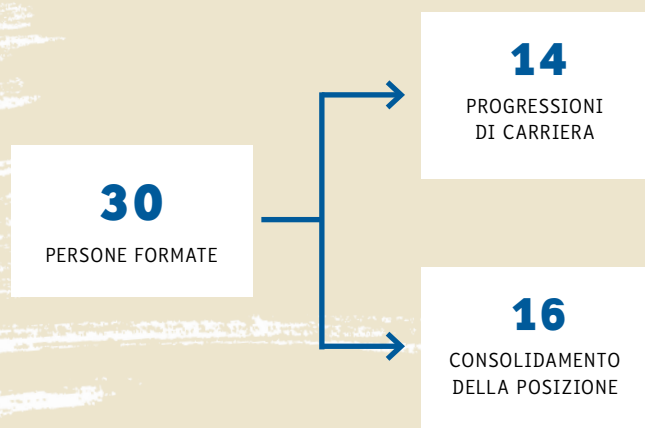 30
PERSONE FORMATE
14
PROGRESSIONI
DI CARRIERA
16
CONSOLIDAMENTO
DELLA POSIZIONE